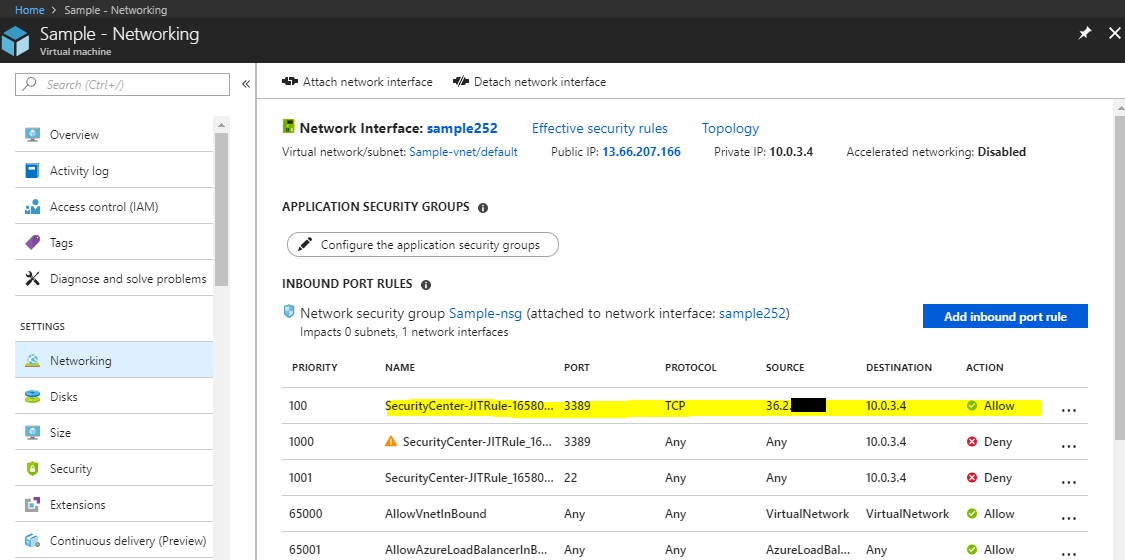 Home > Sample - Networking
Sample - Networking
Virtual machine
Search (Ctrl+/)
«
Overview
Activity log
Access control (IAM)
Tags
Diagnose and solve problems
SETTINGS
Networking
Disks
Size
Security
Extensions
Continuous delivery (Preview)
Attach network interface Detach network interface
Network Interface: sample252 Effective security rules Topology
Virtual network/subnet: Sample-vnet/default Public IP: 13.66.207.166 Private IP: 10.0.3.4 Accelerated networking: Disabled
APPLICATION SECURITY GROUPS
Configure the application security groups
INBOUND PORT RULES
Network security group Sample-nsg (attached to network interface: sample252)
Impacts 0 subnets, 1 network interfaces
Add inbound port rule
PRIORITY NAME PORT PROTOCOL SOURCE DESTINATION ACTION
100 SecurityCenter-JITRule-16580... 3389 TCP 36.2. 10.0.3.4 Allow ...
1000 SecurityCenter-JITRule_16... 3389 Any Any 10.0.3.4 Deny ...
1001 SecurityCenter-JITRule_16580... 22 Any Any 10.0.3.4 Deny ...
65000 AllowVnetInBound Any Any VirtualNetwork VirtualNetwork Allow ...
65001 AllowAzureLoadBalancerInB... Any Any AzureLoadBal... Any Allow ...